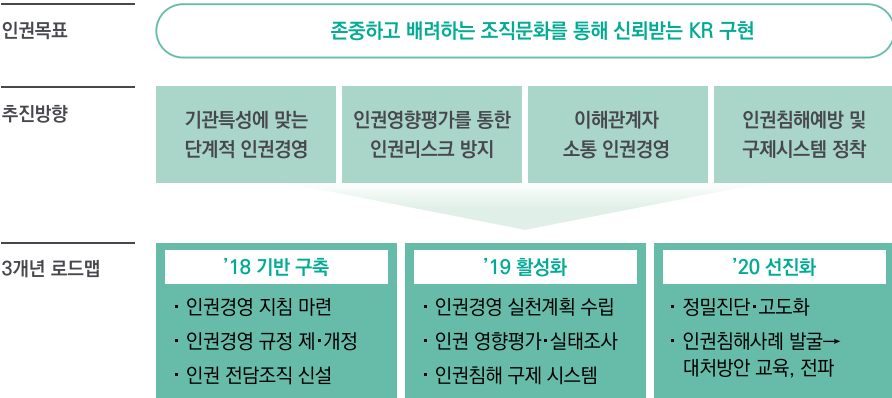 인권목표
존중하고 배려하는 조직문화를 통해 신뢰받는 KR 구현
추진방향
기관특성에 맞는
단계적 인권경영
인권영향평가를 통한
인권리스크 방지
이해관계자
소통 인권경영
인권침해예방 및
구제시스템 정착
3개년 로드맵
’18 기반 구축
· 인권경영 지침 마련
· 인권경영 규정 제·개정
· 인권 전담조직 신설
’19 활성화
· 인권경영 실천계획 수립
· 인권 영향평가·실태조사
· 인권침해 구제 시스템
’20 선진화
· 정밀진단·고도화
· 인권침해사례 발굴→
대처방안 교육, 전파